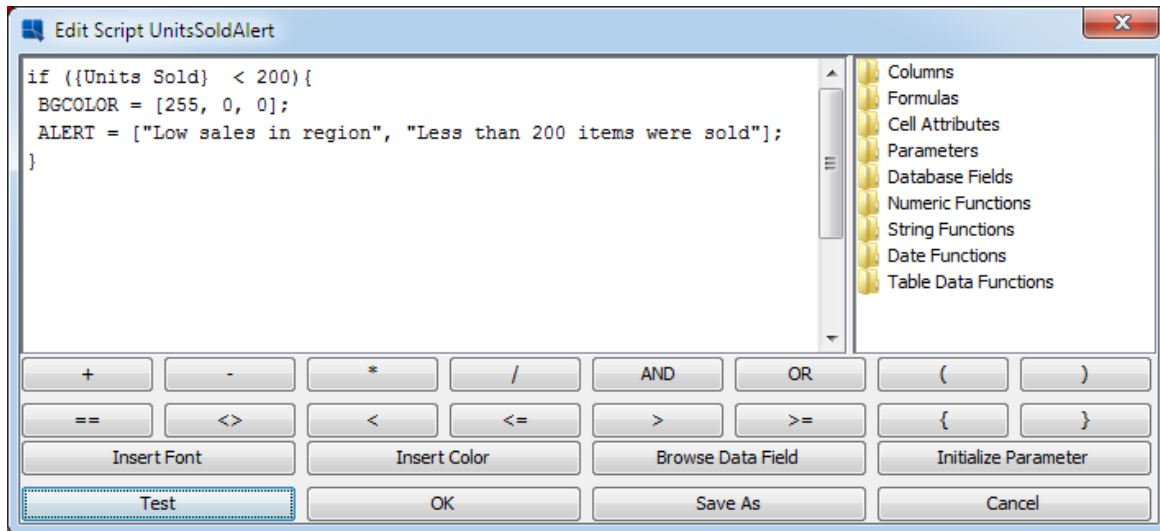 Edit Script UnitsSoldAlert
X
if ({Units Sold}  < 200){
 BGCOLOR = [255, 0, 0];
 ALERT = ["Low sales in region", "Less than 200 items were sold"];
}
Columns
Formulas
Cell Attributes
Parameters
Database Fields
Numeric Functions
String Functions
Date Functions
Table Data Functions
+ - * / AND OR ( )
== <> < <= > >= { }
Insert Font Insert Color Browse Data Field Initialize Parameter
Test OK Save As Cancel